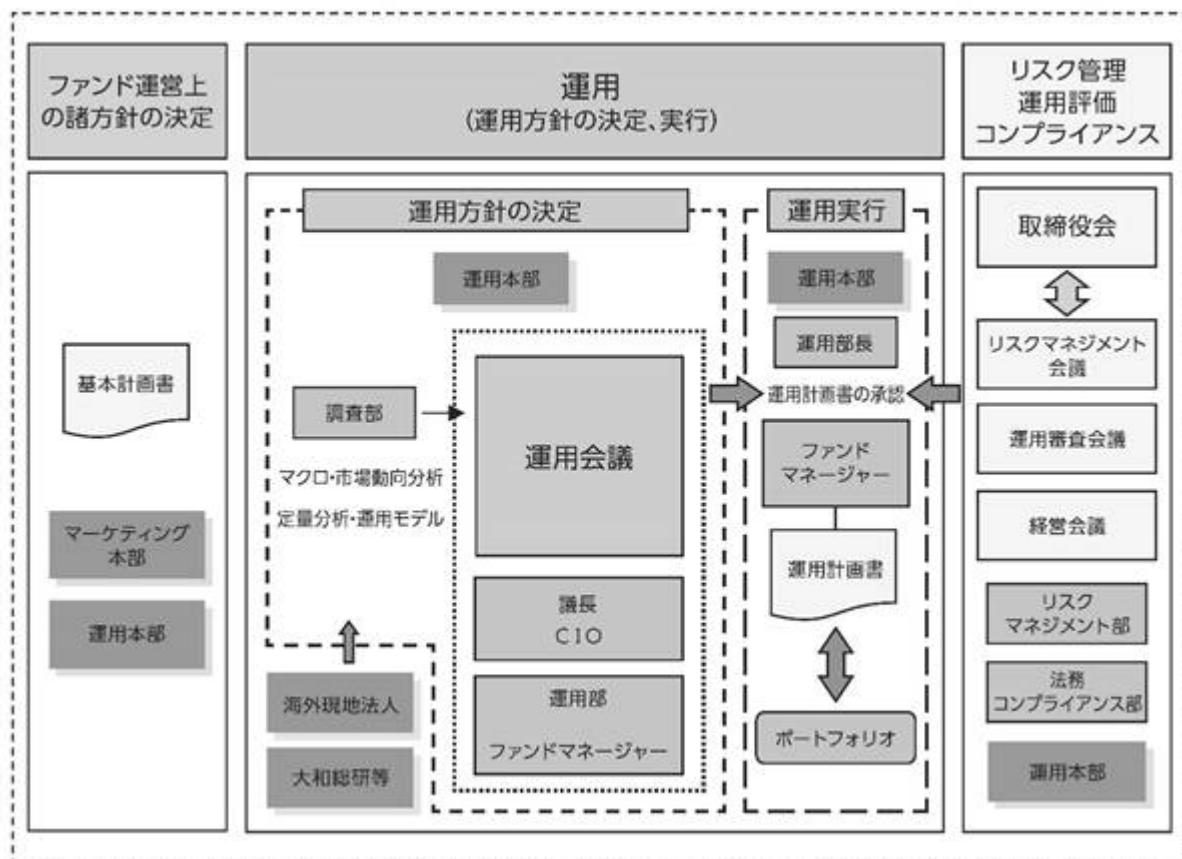 ファンド運営上
の諸方針の決定
運用
(運用方針の決定、実行)
リスク管理
運用評価
コンプライアンス
基本計画書
マーケティング
本部
運用本部
運用方針の決定
運用本部
調査部
マクロ・市場動向分析
定量分析・運用モデル
運用会議
議長
CIO
運用部
ファンドマネージャー
海外現地法人
大和総研等
運用実行
運用本部
運用部長
運用計画書の承認
ファンド
マネージャー
運用計画書
ポートフォリオ
取締役会
リスクマネジメント
会議
運用審査会議
経営会議
リスク
マネジメント部
法務
コンプライアンス部
運用本部